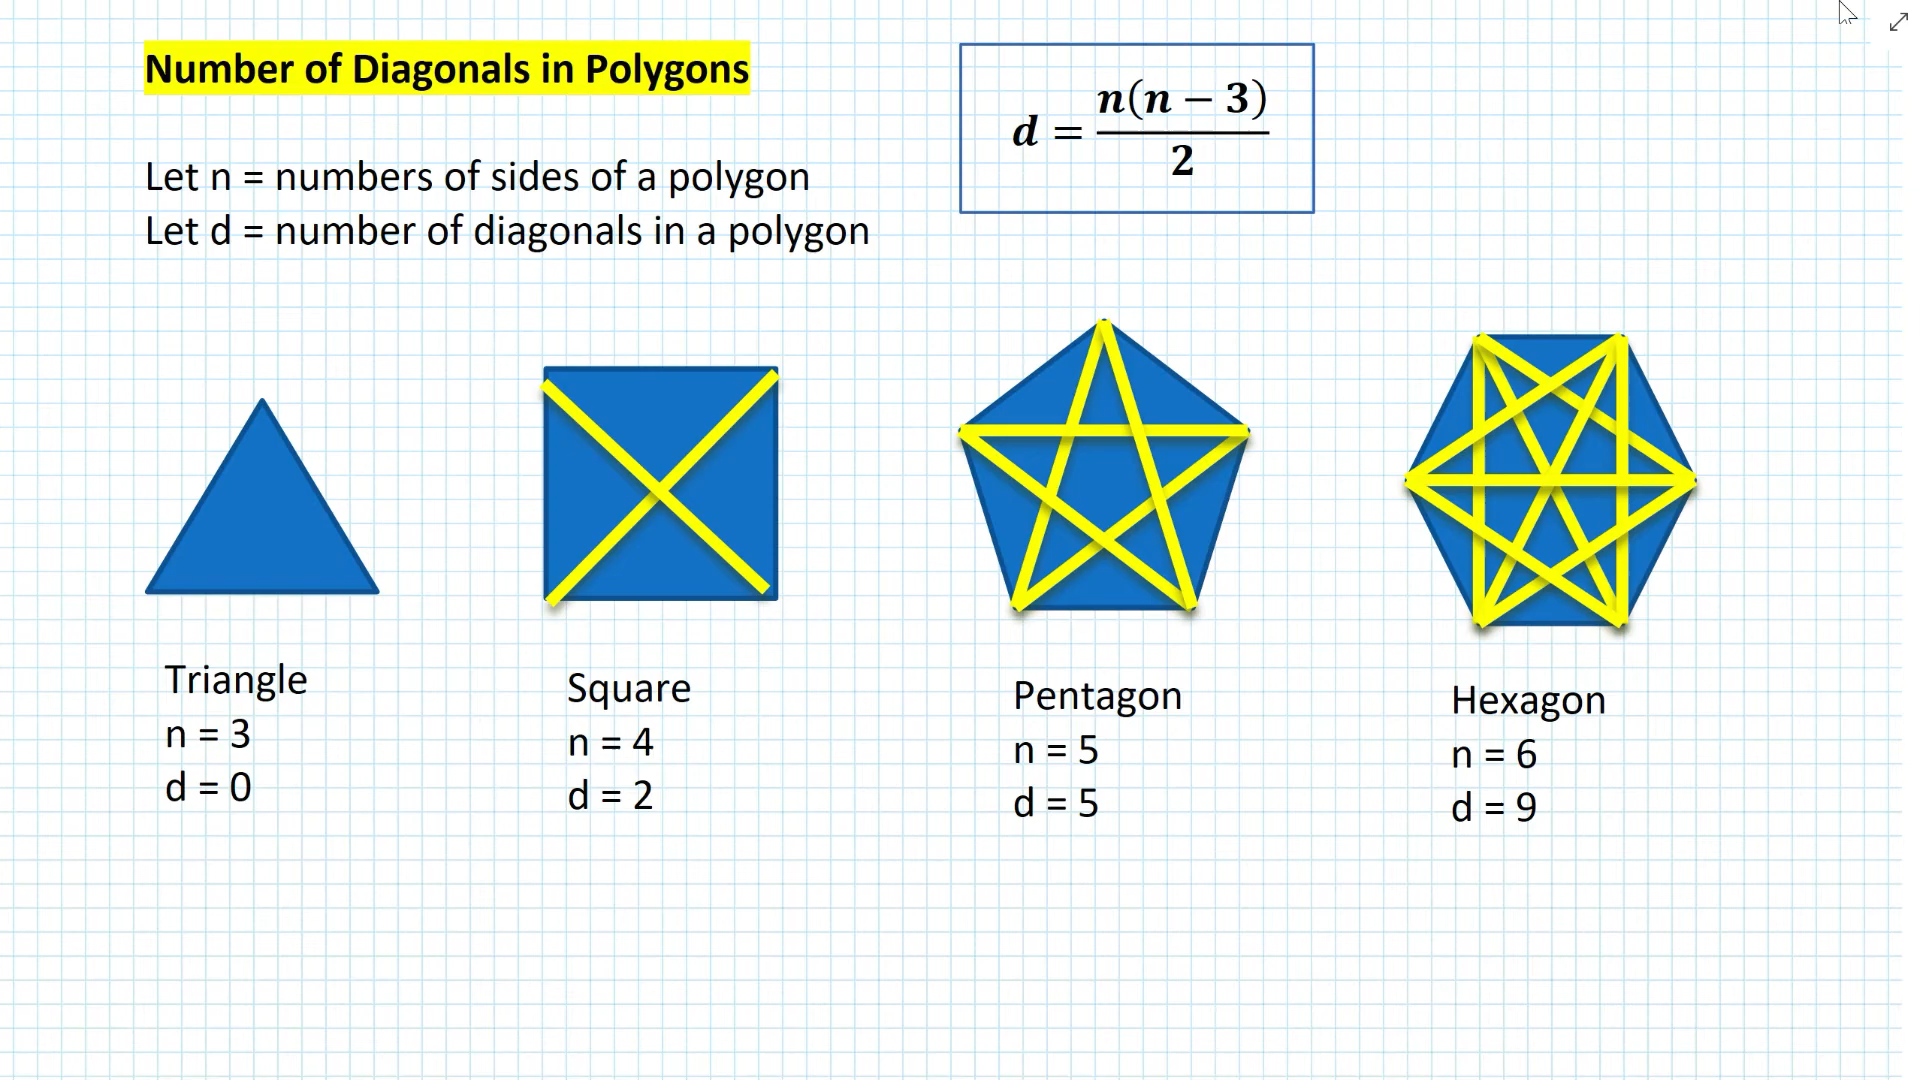 Number of Diagonals in Polygons
d = n(n − 3) / 2
Let n = numbers of sides of a polygon
Let d = number of diagonals in a polygon
Triangle
n = 3
d = 0
Square
n = 4
d = 2
Pentagon
n = 5
d = 5
Hexagon
n = 6
d = 9